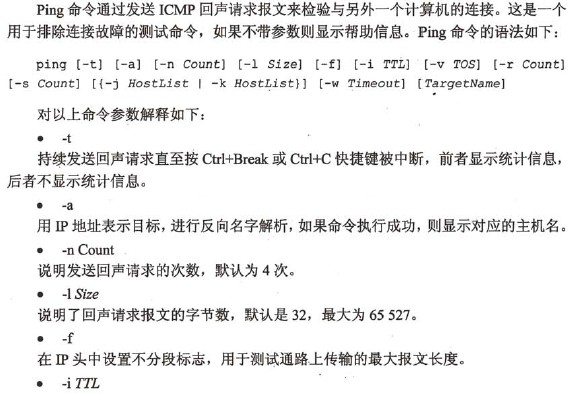 Ping 命令通过发送 ICMP 回声请求报文来检验与另外一个计算机的连接。这是一个
用于排除连接故障的测试命令，如果不带参数则显示帮助信息。Ping 命令的语法如下：
ping [-t] [-a] [-n Count] [-l Size] [-f] [-i TTL] [-v TOS] [-r Count]
[-s Count] [{-j HostList | -k HostList}] [-w Timeout] [TargetName]
对以上命令参数解释如下：
● -t
持续发送回声请求直至按 Ctrl+Break 或 Ctrl+C 快捷键被中断，前者显示统计信息，
后者不显示统计信息。
● -a
用 IP 地址表示目标，进行反向名字解析，如果命令执行成功，则显示对应的主机名。
● -n Count
说明发送回声请求的次数，默认为 4 次。
● -l Size
说明了回声请求报文的字节数，默认是 32，最大为 65 527。
● -f
在 IP 头中设置不分段标志，用于测试通路上传输的最大报文长度。
● -i TTL